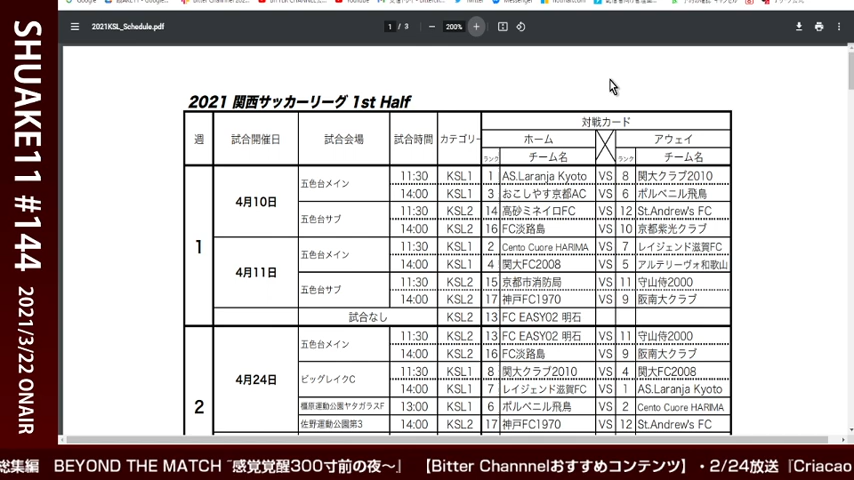 SHUAKE11 #144 2021/3/22 ONAIR
2021KSL_Schedule.pdf 1 / 3 200%
2021 関西サッカーリーグ 1st Half
週 試合開催日 試合会場 試合時間 カテゴリー 対戦カード
ホーム アウェイ
ランク チーム名 ランク チーム名
1 4月10日 五色台メイン 11:30 KSL1 1 AS.Laranja Kyoto VS 8 関大クラブ2010
14:00 KSL1 3 おこしやす京都AC VS 6 ポルベニル飛鳥
五色台サブ 11:30 KSL2 14 高砂ミネイロFC VS 12 St.Andrew's FC
14:00 KSL2 16 FC淡路島 VS 10 京都紫光クラブ
4月11日 五色台メイン 11:30 KSL1 2 Cento Cuore HARIMA VS 7 レイジェンド滋賀FC
14:00 KSL1 4 関大FC2008 VS 5 アルテリーヴォ和歌山
五色台サブ 11:30 KSL2 15 京都市消防局 VS 11 守山侍2000
14:00 KSL2 17 神戸FC1970 VS 9 阪南大クラブ
試合なし KSL2 13 FC EASY02 明石
2 4月24日 五色台メイン 11:30 KSL2 13 FC EASY02 明石 VS 11 守山侍2000
14:00 KSL2 16 FC淡路島 VS 9 阪南大クラブ
ビッグレイクC 11:30 KSL1 8 関大クラブ2010 VS 4 関大FC2008
14:00 KSL1 7 レイジェンド滋賀FC VS 1 AS.Laranja Kyoto
橿原運動公園ヤタガラスF 13:00 KSL1 6 ポルベニル飛鳥 VS 2 Cento Cuore HARIMA
佐野運動公園第3 14:00 KSL2 17 神戸FC1970 VS 12 St.Andrew's FC
総集編 BEYOND THE MATCH ~感覚覚醒300寸前の夜~』 【Bitter Channnelおすすめコンテンツ】・2/24放送『Criacao